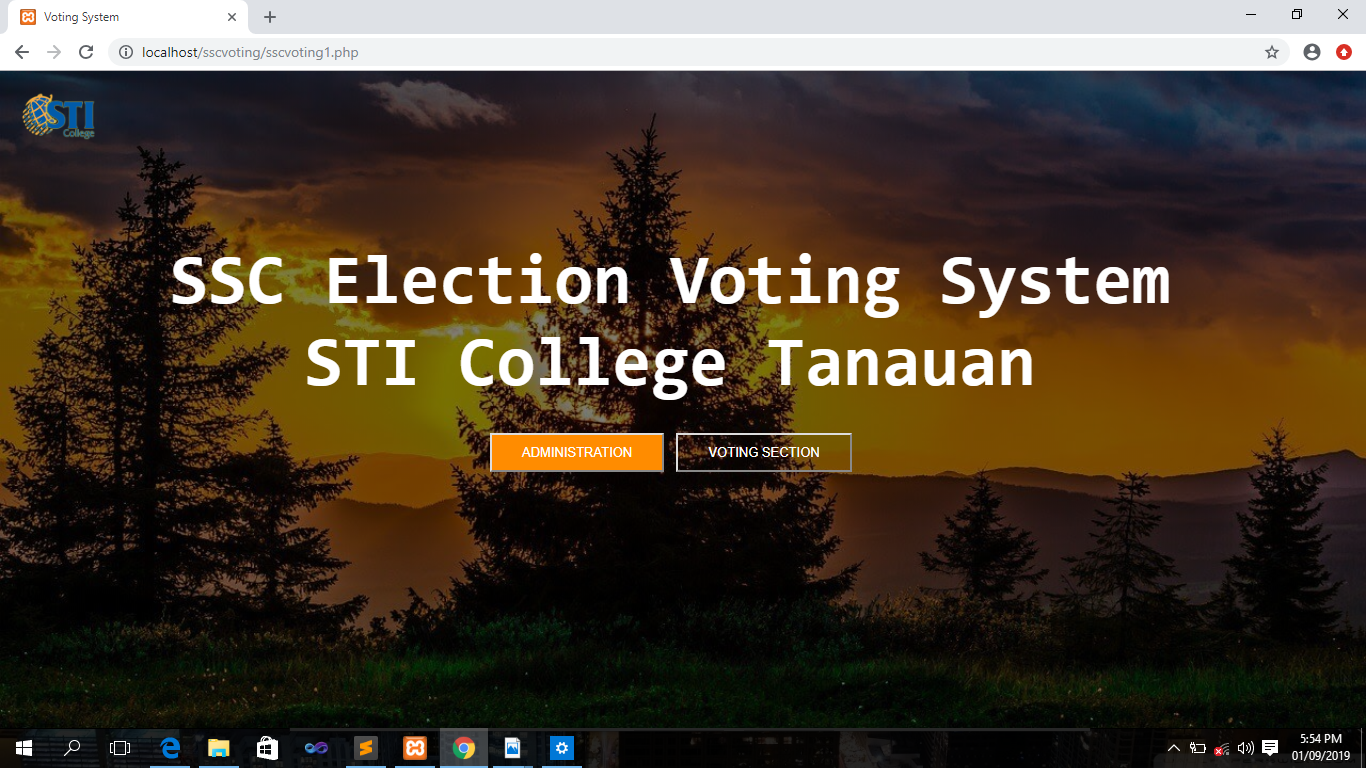 Voting System
localhost/sscvoting/sscvoting1.php
STI
College
SSC Election Voting System
STI College Tanauan
ADMINISTRATION
VOTING SECTION
5:54 PM
01/09/2019